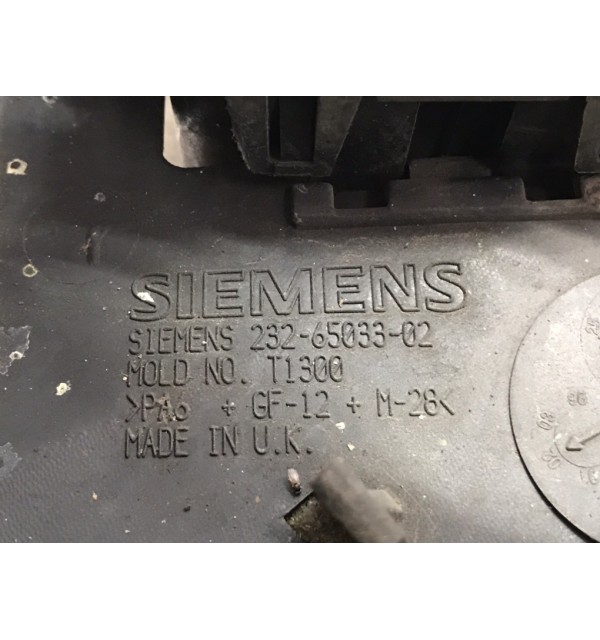 SIEMENS
SIEMENS 232-65033-02
MOLD NO. T1300
>PA6 + GF-12 + M-28<
MADE IN U.K.